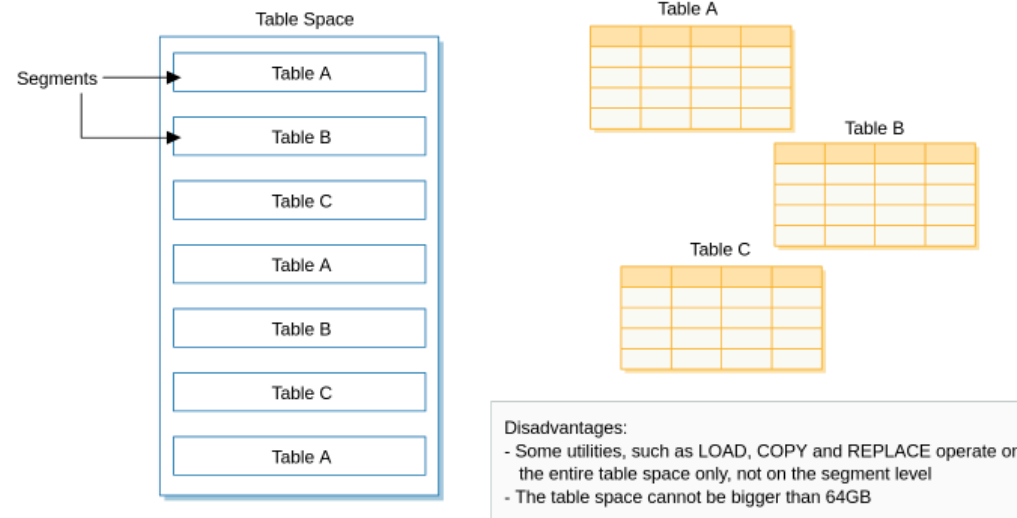 Table Space
Segments
Table A
Table B
Table C
Table A
Table B
Table C
Table A
Table A
Table B
Table C
Disadvantages:
- Some utilities, such as LOAD, COPY and REPLACE operate on
the entire table space only, not on the segment level
- The table space cannot be bigger than 64GB